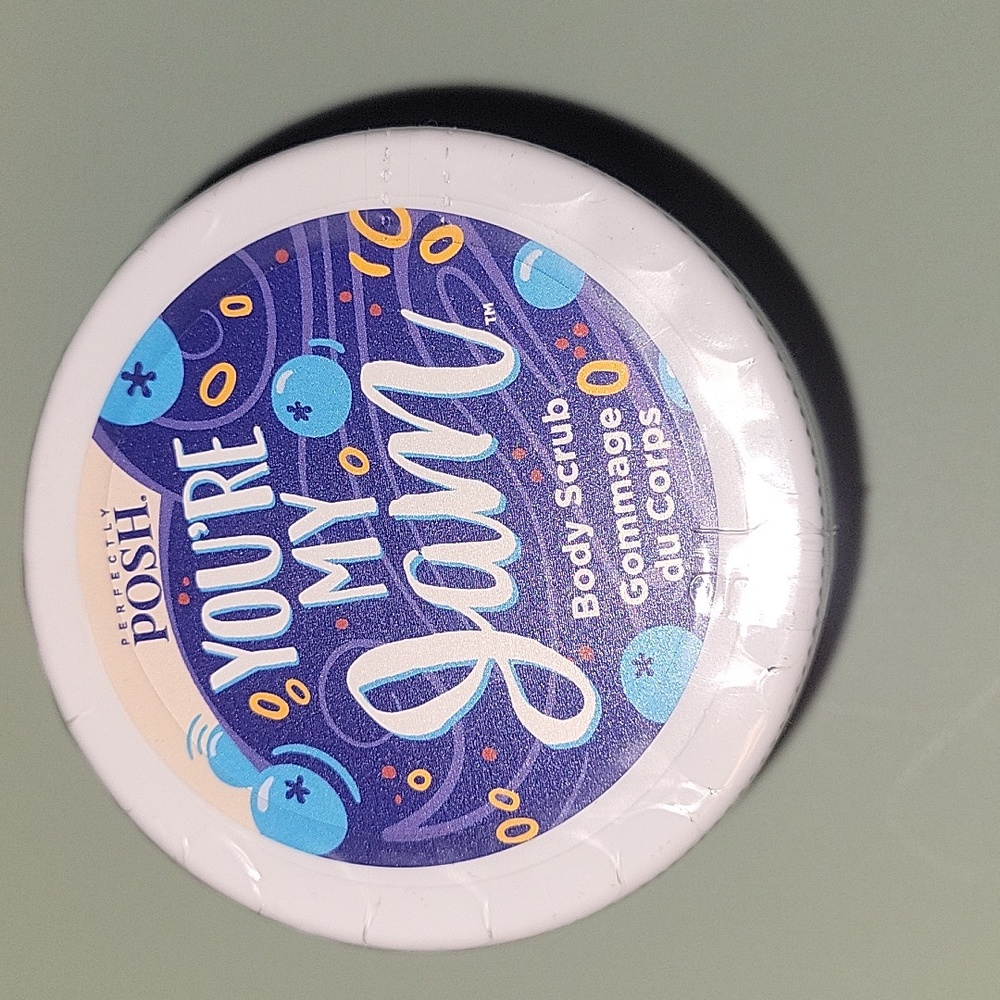 PERFECTLY
POSH.
YOU'RE
MY
Jam™
Body Scrub
Gommage
du Corps